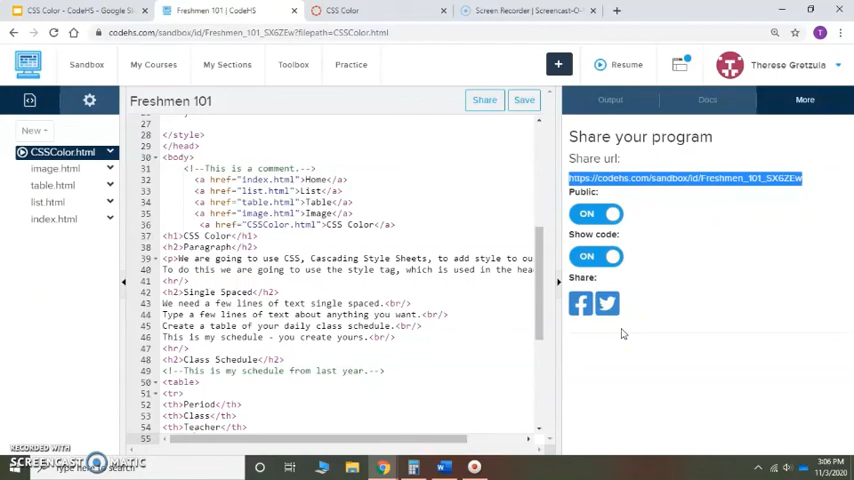 CSS Color - CodeHS - Google Sl
Freshmen 101 | CodeHS
CSS Color
Screen Recorder | Screencast-O-
codehs.com/sandbox/id/Freshmen_101_SX6ZEw?filepath=CSSColor.html
Sandbox
My Courses
My Sections
Toolbox
Practice
Resume
Therese Gretzula
Freshmen 101
Share
Save
Output
Docs
More
New
CSSColor.html
image.html
table.html
list.html
index.html
27
28 </style>
29 </head>
30 <body>
31 <!--This is a comment.-->
32 <a href="index.html">Home</a>
33 <a href="list.html">List</a>
34 <a href="table.html">Table</a>
35 <a href="image.html">Image</a>
36 <a href="CSSColor.html">CSS Color</a>
37 <h1>CSS Color</h1>
38 <h2>Paragraph</h2>
39 <p>We are going to use CSS, Cascading Style Sheets, to add style to ou
40 To do this we are going to use the style tag, which is used in the hea
41 <hr/>
42 <h2>Single Spaced</h2>
43 We need a few lines of text single spaced.<br/>
44 Type a few lines of text about anything you want.<br/>
45 Create a table of your daily class schedule.<br/>
46 This is my schedule - you create yours.<br/>
47 <hr/>
48 <h2>Class Schedule</h2>
49 <!--This is my schedule from last year.-->
50 <table>
51 <tr>
52 <th>Period</th>
53 <th>Class</th>
54 <th>Teacher</th>
55
Share your program
Share url:
https://codehs.com/sandbox/id/Freshmen_101_SX6ZEw
Public:
ON
Show code:
ON
Share:
RECORDED WITH
SCREENCAST MATIC
Type here to search
3:06 PM
11/3/2020